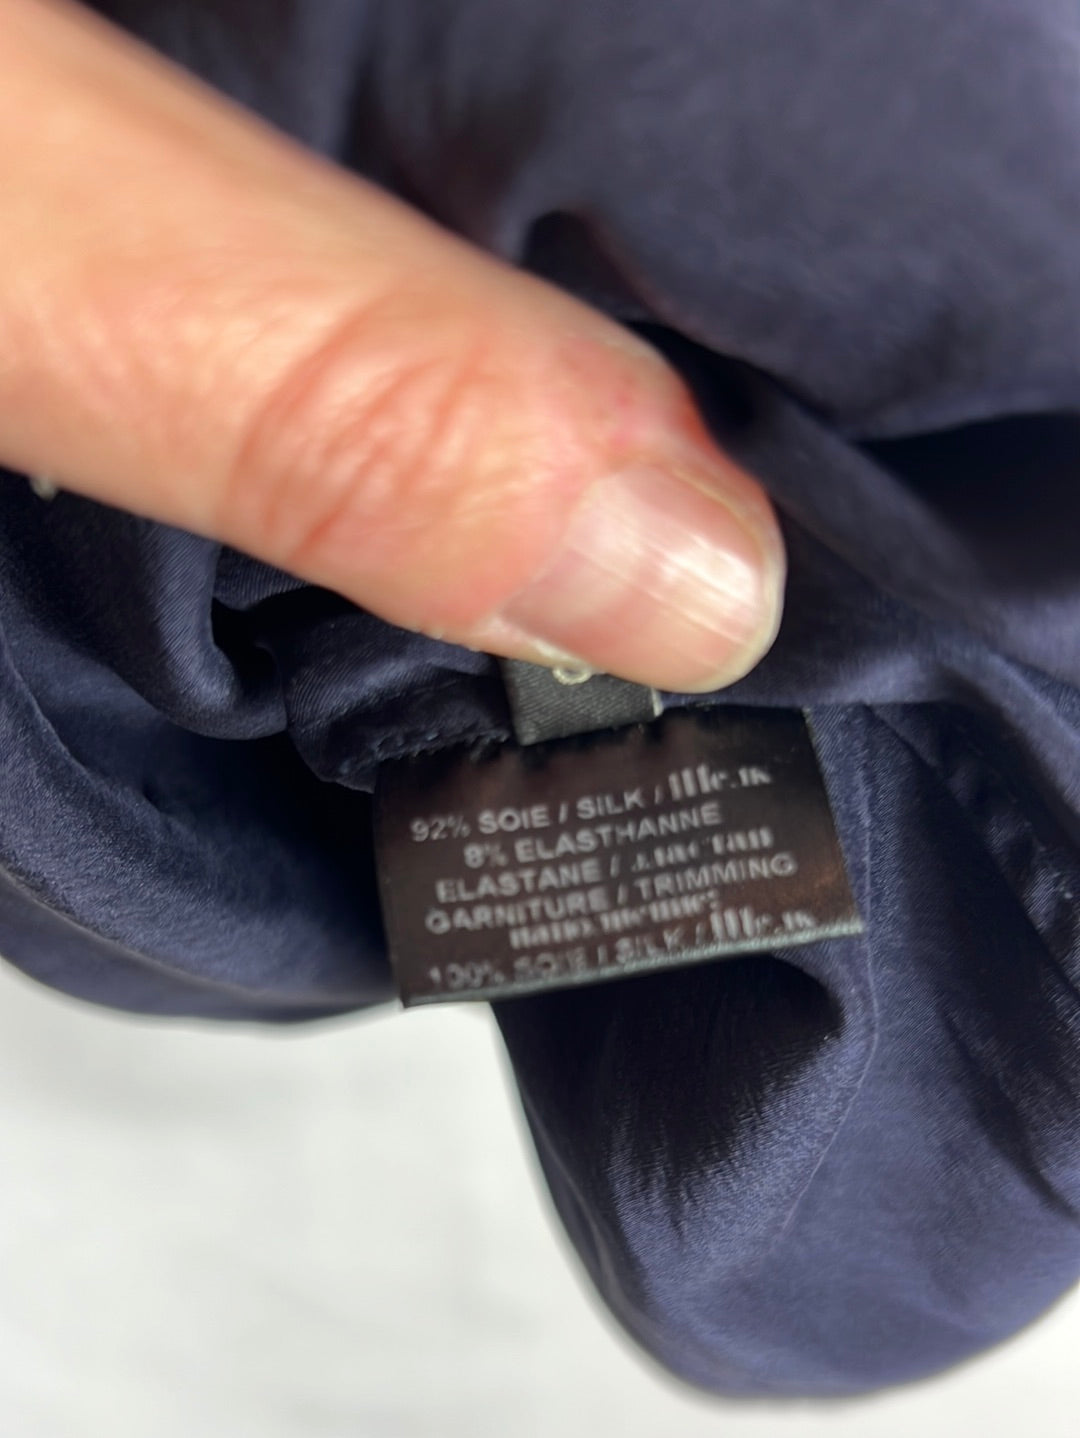 92% SOIE / SILK /
8% ELASTHANNE
ELASTANE /
GARNITURE / TRIMMING
100% SOIE / SILK /